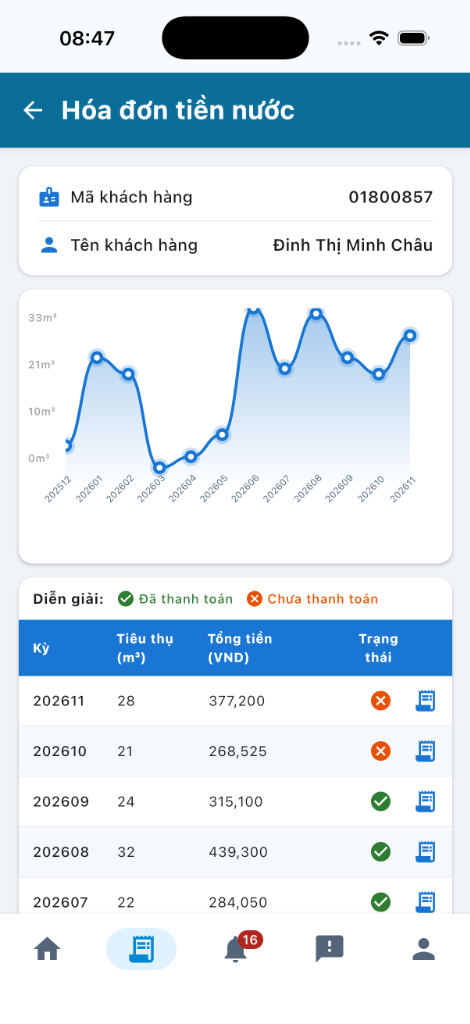 08:47
Hóa đơn tiền nước
Mã khách hàng 01800857
Tên khách hàng Đinh Thị Minh Châu
33m³
21m³
10m³
0m³
202512 202601 202602 202603 202604 202605 202606 202607 202608 202609 202610 202611
Diễn giải: Đã thanh toán Chưa thanh toán
Kỳ Tiêu thụ (m³) Tổng tiền (VND) Trạng thái
202611 28 377,200
202610 21 268,525
202609 24 315,100
202608 32 439,300
202607 22 284,050
16